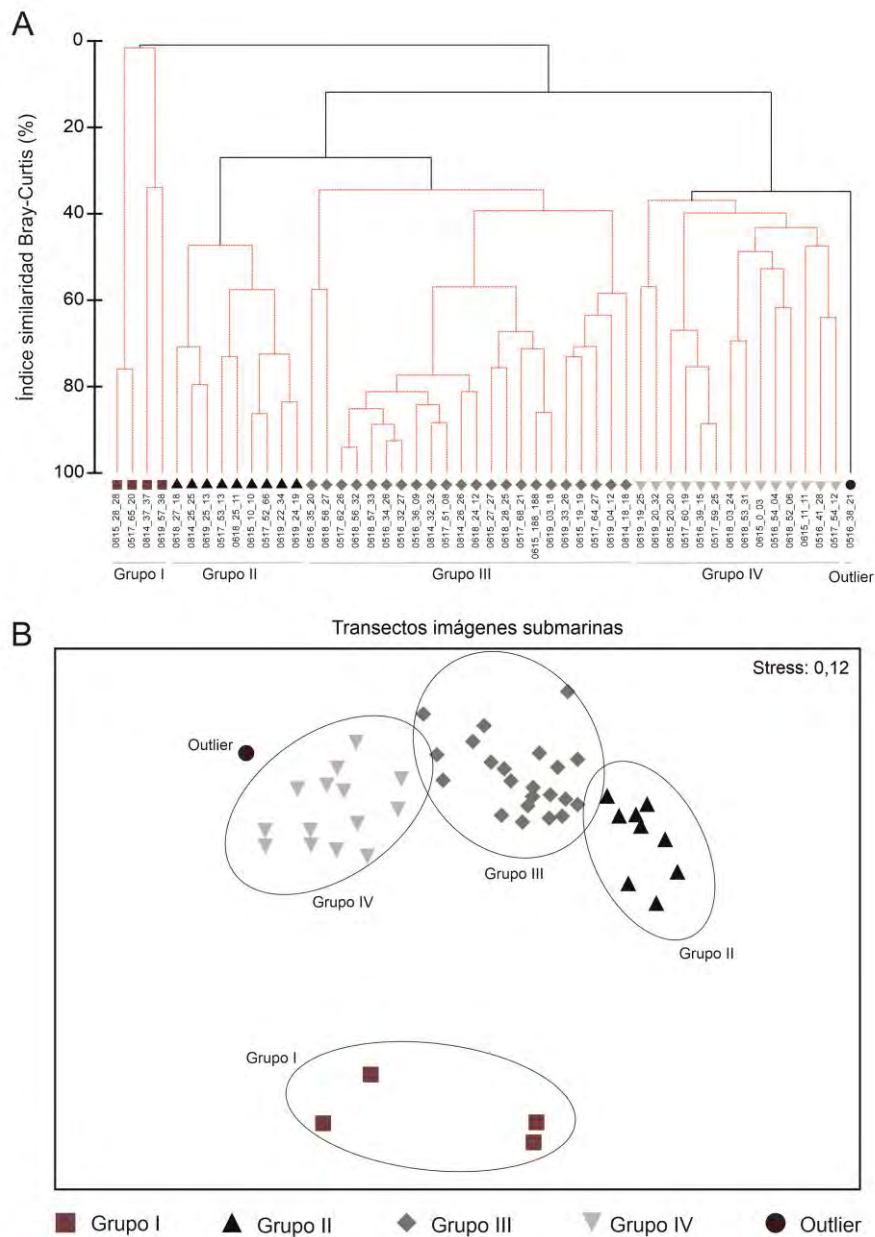 A
Índice similaridad Bray-Curtis (%)
0
20
40
60
80
100
0615_28_28
0517_65_20
0814_37_37
0619_57_38
0618_27_18
0814_25_25
0619_25_13
0517_53_13
0618_25_11
0615_10_10
0517_52_66
0619_22_34
0619_24_19
0516_35_20
0618_58_27
0517_62_26
0618_56_32
0618_57_33
0516_34_26
0516_32_27
0516_36_09
0814_32_32
0517_51_08
0814_26_26
0618_24_12
0615_27_27
0618_28_25
0517_68_21
0615_188_188
0619_03_18
0619_33_26
0615_19_19
0517_64_27
0619_04_12
0814_18_18
0619_19_25
0619_20_32
0615_20_20
0517_60_19
0516_39_15
0517_59_25
0618_03_24
0618_53_31
0615_0_03
0516_54_04
0618_52_06
0615_11_11
0516_41_28
0517_54_12
0516_38_21
Grupo I
Grupo II
Grupo III
Grupo IV
Outlier
B
Transectos imágenes submarinas
Stress: 0,12
Outlier
Grupo IV
Grupo III
Grupo II
Grupo I
Grupo I
Grupo II
Grupo III
Grupo IV
Outlier